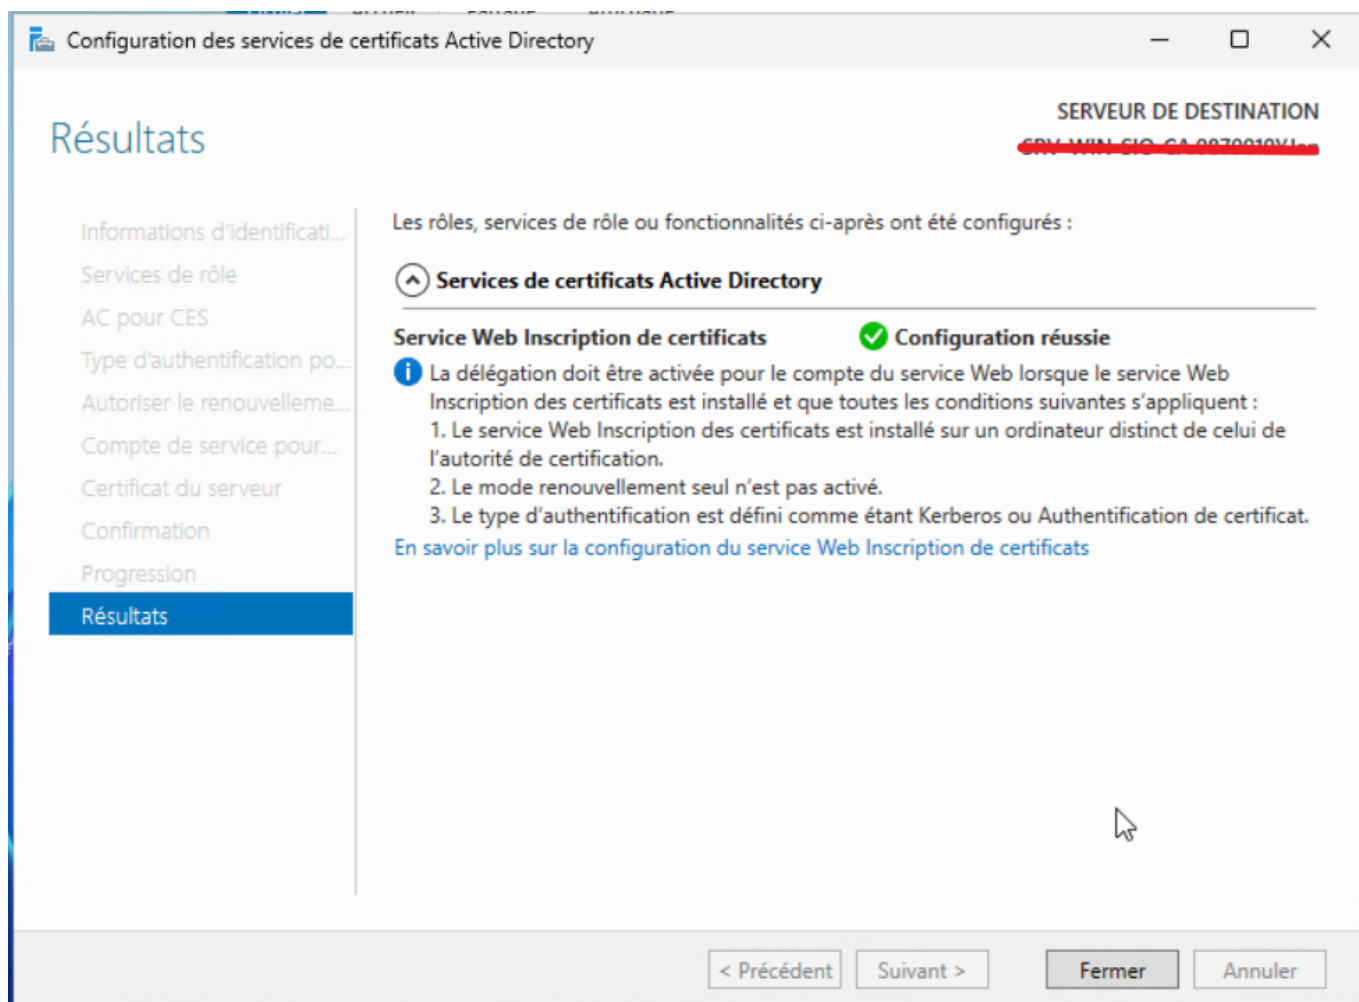 Configuration des services de certificats Active Directory
SERVEUR DE DESTINATION
Résultats
Informations d'identificati...
Services de rôle
AC pour CES
Type d'authentification po...
Autoriser le renouvelleme...
Compte de service pour...
Certificat du serveur
Confirmation
Progression
Résultats
Les rôles, services de rôle ou fonctionnalités ci-après ont été configurés :
Services de certificats Active Directory
Service Web Inscription de certificats
Configuration réussie
La délégation doit être activée pour le compte du service Web lorsque le service Web
Inscription des certificats est installé et que toutes les conditions suivantes s'appliquent :
1. Le service Web Inscription des certificats est installé sur un ordinateur distinct de celui de
l'autorité de certification.
2. Le mode renouvellement seul n'est pas activé.
3. Le type d'authentification est défini comme étant Kerberos ou Authentification de certificat.
En savoir plus sur la configuration du service Web Inscription de certificats
< Précédent
Suivant >
Fermer
Annuler